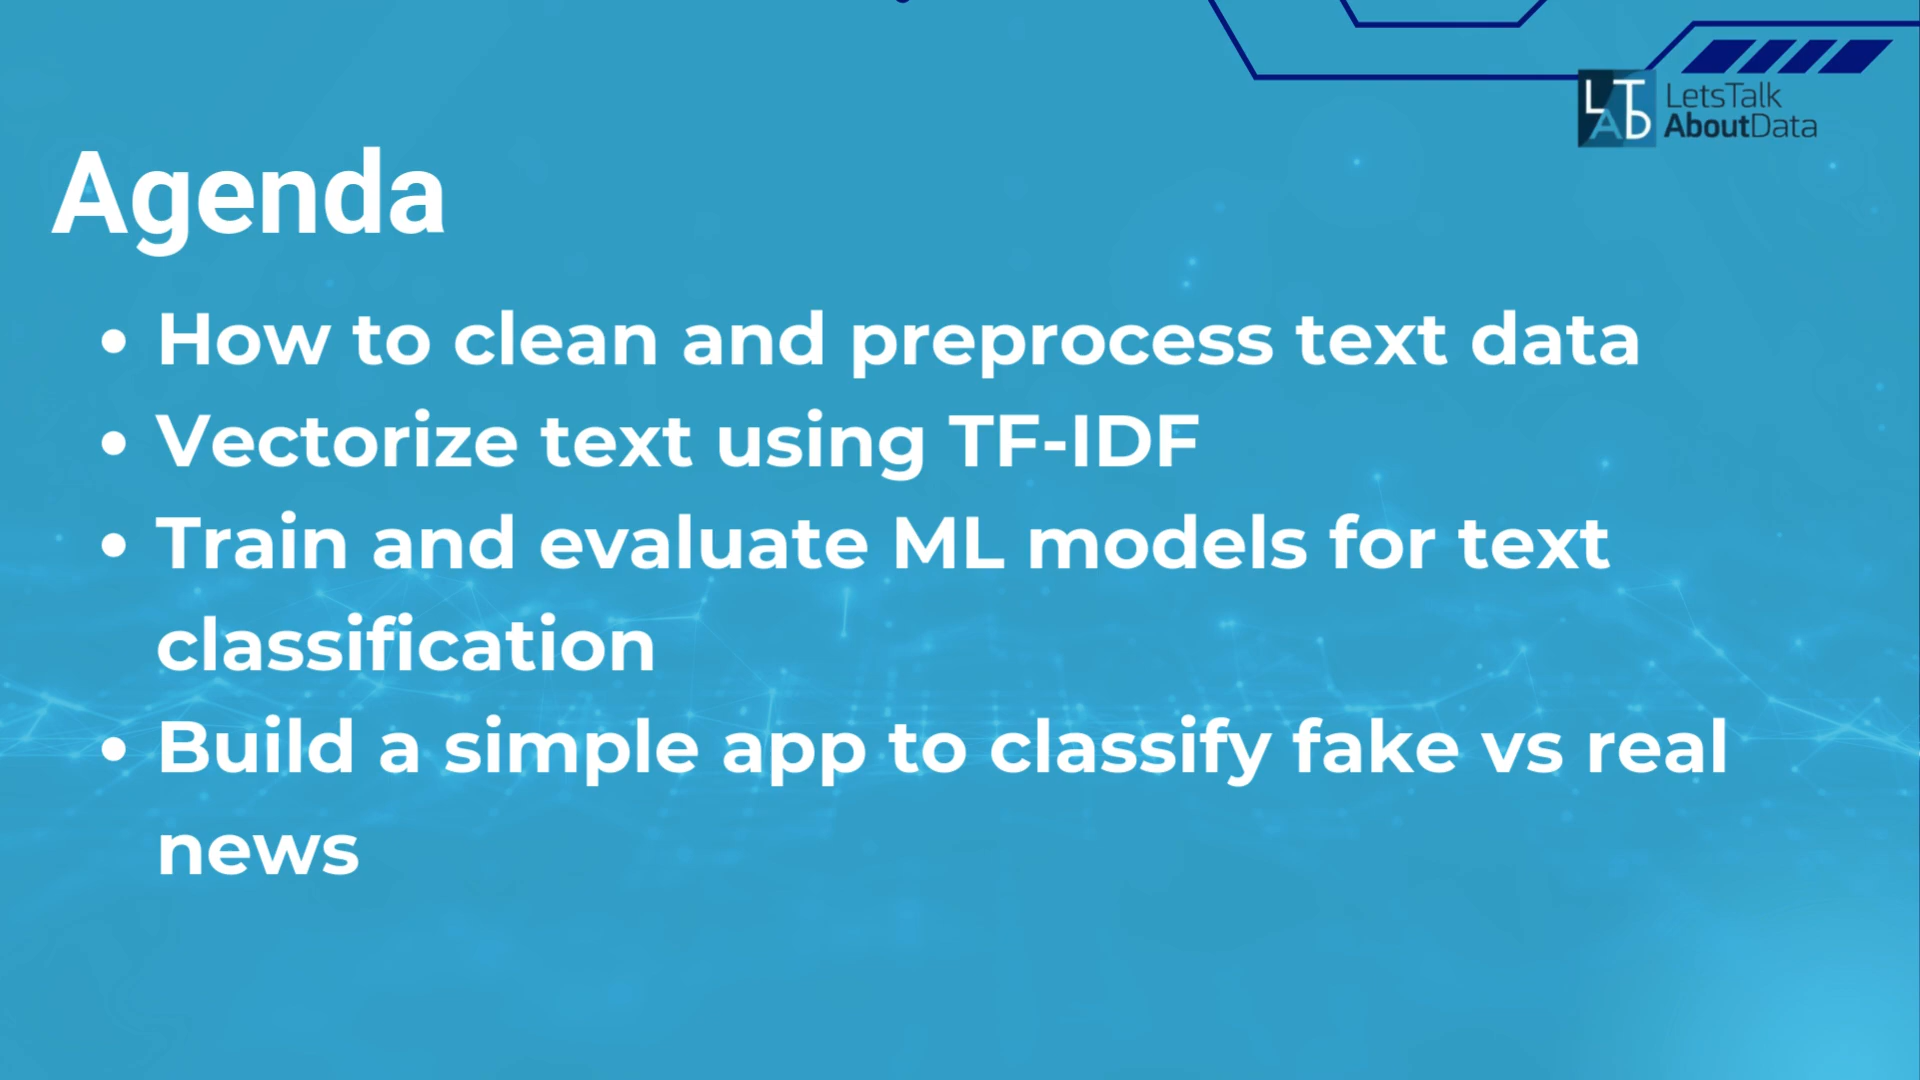 LTAD
LetsTalk
AboutData
Agenda
• How to clean and preprocess text data
• Vectorize text using TF-IDF
• Train and evaluate ML models for text
classification
• Build a simple app to classify fake vs real
news